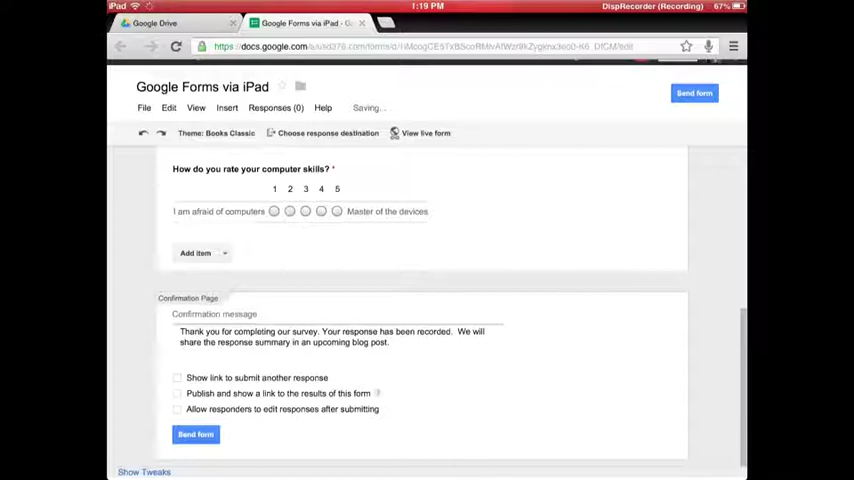 iPad 1:19 PM DispRecorder (Recording) 67%
Google Drive × Google Forms via iPad - Go ×
Google Forms via iPad
Send form
File Edit View Insert Responses (0) Help Saving...
Theme: Books Classic Choose response destination View live form
How do you rate your computer skills? *
1 2 3 4 5
I am afraid of computers Master of the devices
Add item
Confirmation Page
Confirmation message
Thank you for completing our survey. Your response has been recorded. We will
share the response summary in an upcoming blog post.
Show link to submit another response
Publish and show a link to the results of this form ?
Allow responders to edit responses after submitting
Send form
Show Tweaks